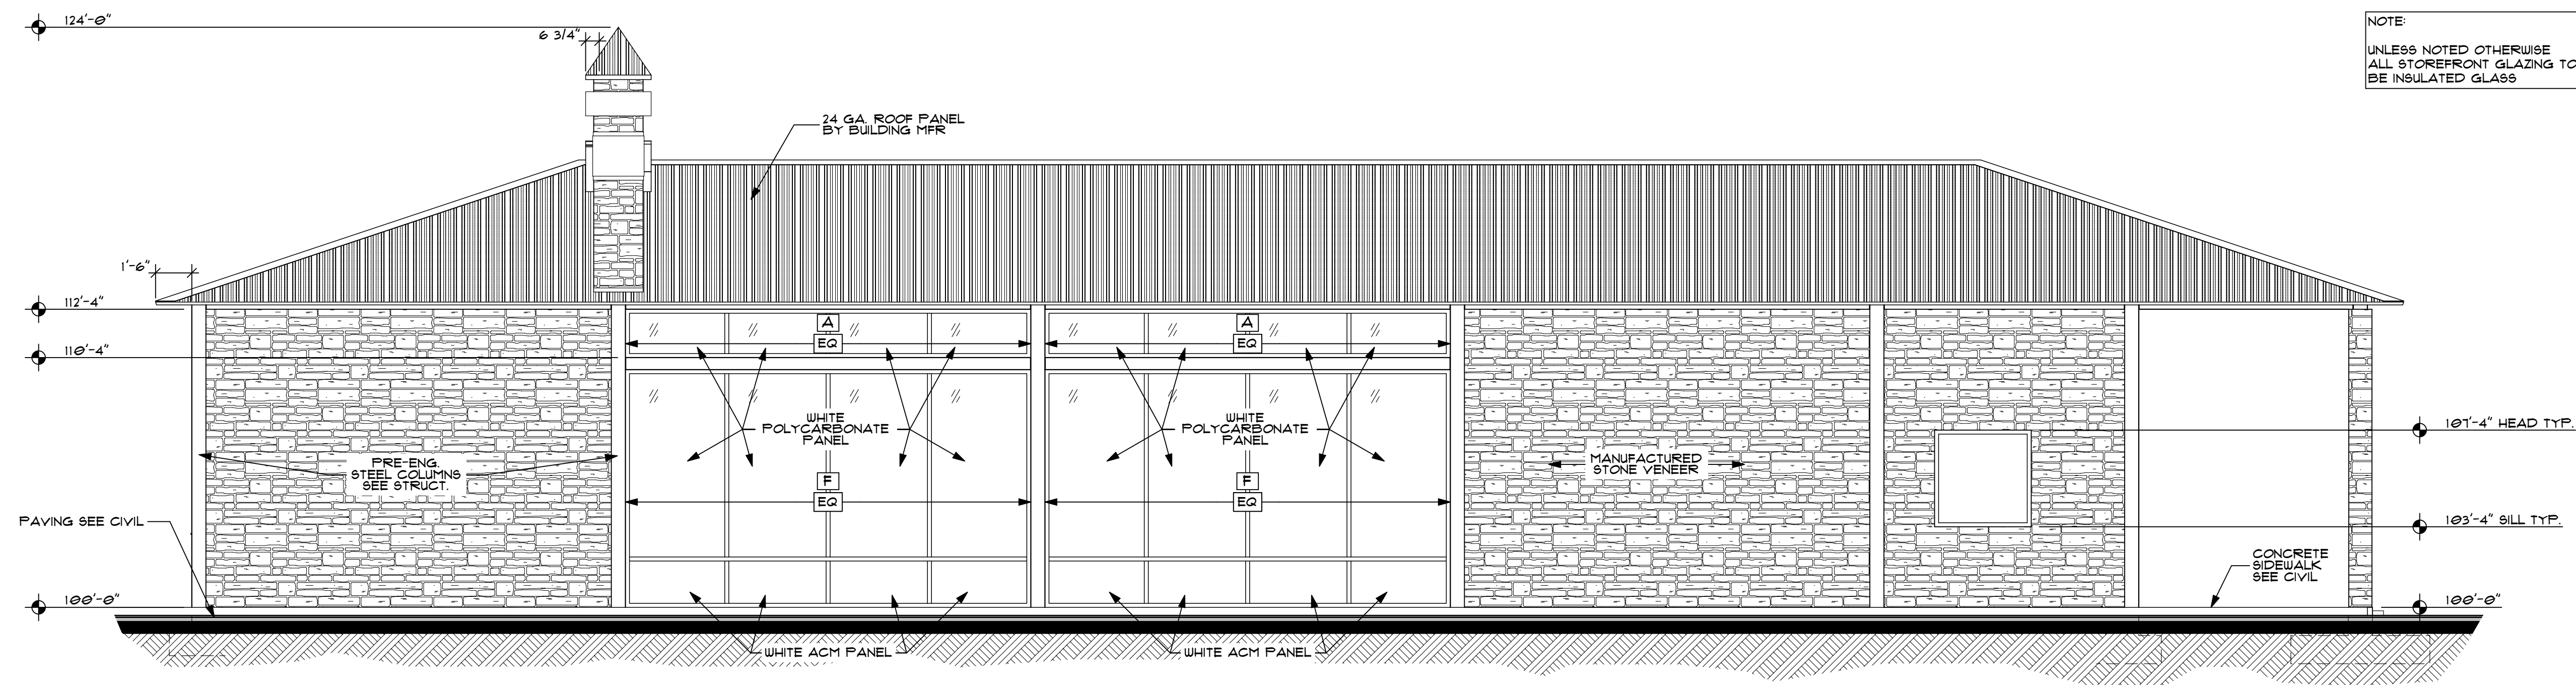 124'-0"
6 3/4"
NOTE:
UNLESS NOTED OTHERWISE
ALL STOREFRONT GLAZING TO
BE INSULATED GLASS
24 GA. ROOF PANEL
BY BUILDING MFR
1'-6"
112'-4"
110'-4"
A
EQ
A
EQ
WHITE
POLYCARBONATE
PANEL
WHITE
POLYCARBONATE
PANEL
107'-4" HEAD TYP.
PRE-ENG.
STEEL COLUMNS
SEE STRUCT.
MANUFACTURED
STONE VENEER
F
EQ
F
EQ
PAVING SEE CIVIL
103'-4" SILL TYP.
CONCRETE
SIDEWALK
SEE CIVIL
100'-0"
100'-0"
WHITE ACM PANEL
WHITE ACM PANEL